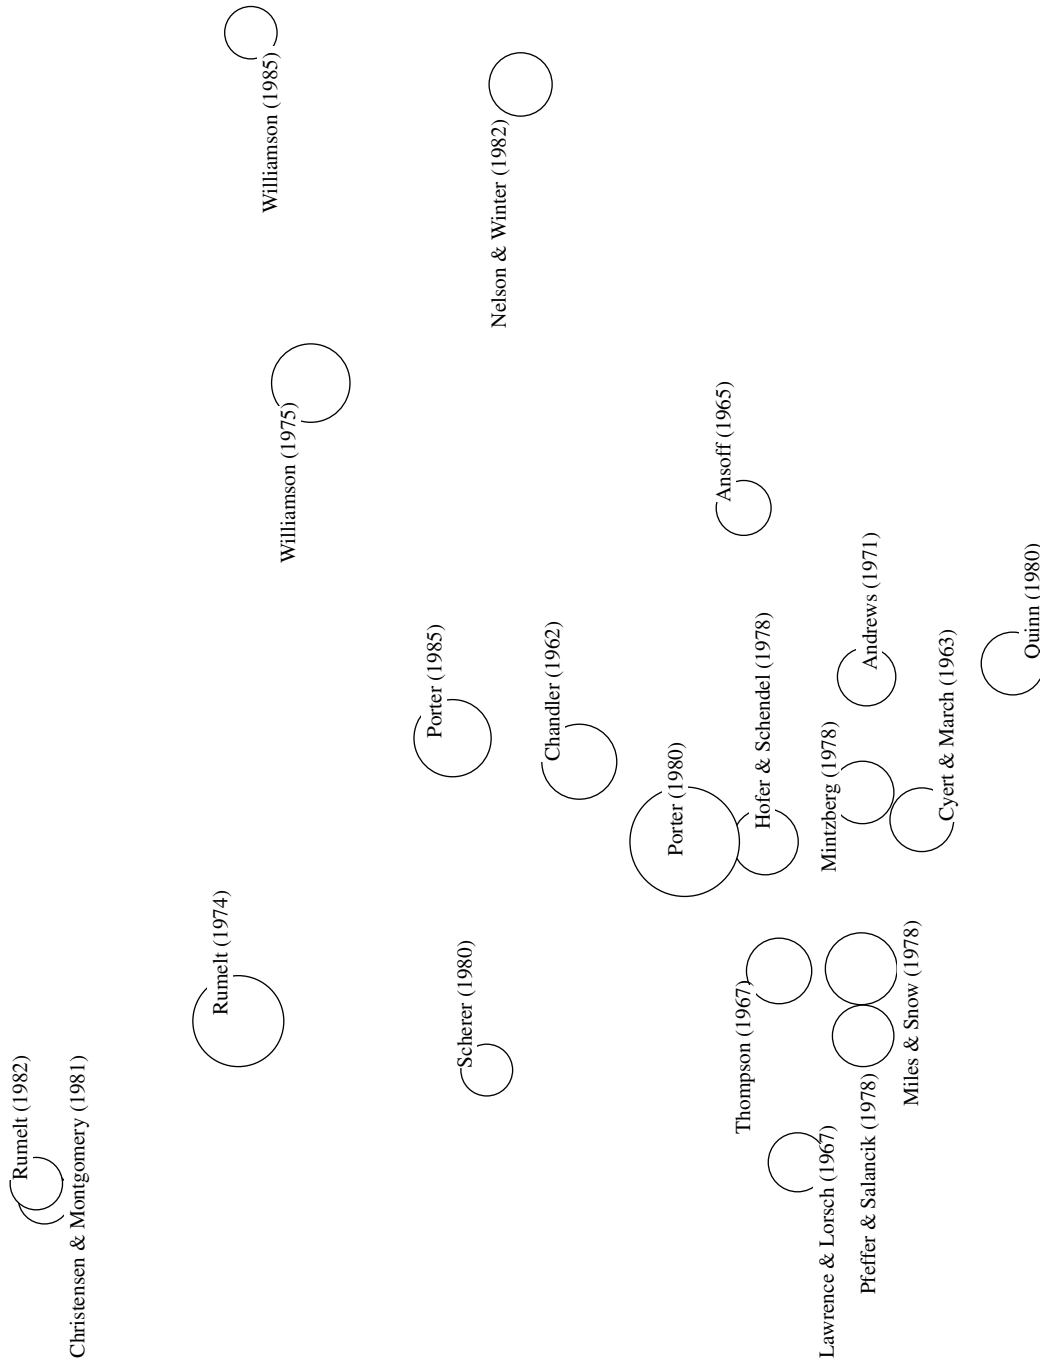 Rumelt (1982)
Christensen & Montgomery (1981)
Rumelt (1974)
Williamson (1985)
Williamson (1975)
Porter (1985)
Scherer (1980)
Nelson & Winter (1982)
Chandler (1962)
Porter (1980)
Ansoff (1965)
Thompson (1967)
Hofer & Schendel (1978)
Lawrence & Lorsch (1967)
Mintzberg (1978)
Pfeffer & Salancik (1978)
Andrews (1971)
Miles & Snow (1978)
Cyert & March (1963)
Quinn (1980)